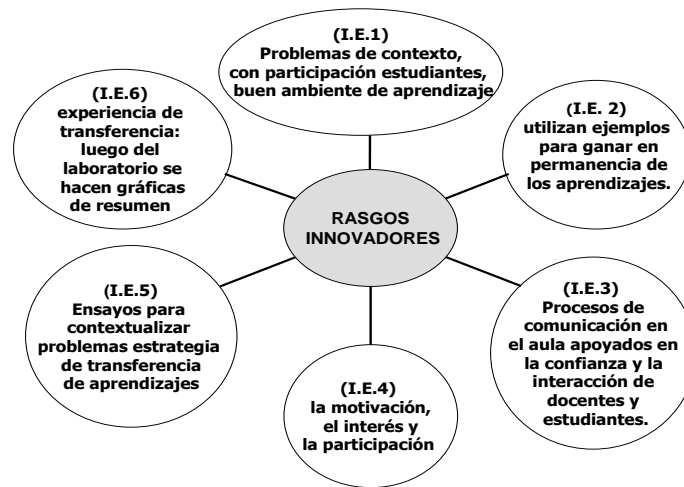 (I.E.1)
Problemas de contexto,
con participación estudiantes,
buen ambiente de aprendizaje
(I.E. 2)
utilizan ejemplos
para ganar en
permanencia de
los aprendizajes.
(I.E.3)
Procesos de
comunicación en
el aula apoyados en
la confianza y la
interacción de
docentes y
estudiantes.
(I.E.4)
la motivación,
el interés y
la participación
(I.E.5)
Ensayos para
contextualizar
problemas estrategia
de transferencia
de aprendizajes
(I.E.6)
experiencia de
transferencia:
luego del
laboratorio se
hacen gráficas
de resumen
RASGOS
INNOVADORES